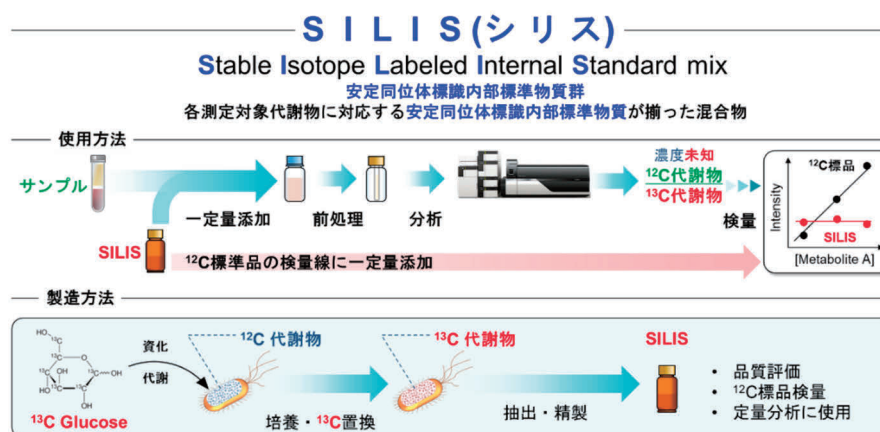 SILIS(シリス)
Stable Isotope Labeled Internal Standard mix
安定同位体標識内部標準物質群
各測定対象代謝物に対応する安定同位体標識内部標準物質が揃った混合物
使用方法
サンプル
一定量添加
前処理
分析
濃度未知
¹²C代謝物
¹³C代謝物
検量
Intensity
¹²C標品
SILIS
[Metabolite A]
SILIS
¹²C標準品の検量線に一定量添加
製造方法
¹³C Glucose
資化
代謝
¹²C 代謝物
培養・¹³C置換
¹³C 代謝物
抽出・精製
SILIS
• 品質評価
• ¹²C標品検量
• 定量分析に使用